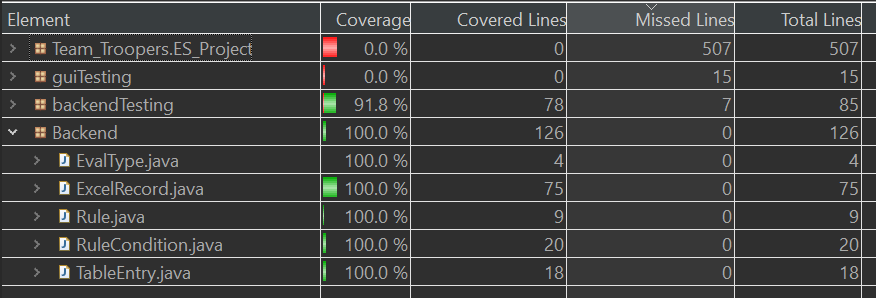 Element Coverage Covered Lines Missed Lines Total Lines
Team_Troopers.ES_Project 0.0 % 0 507 507
guiTesting 0.0 % 0 15 15
backendTesting 91.8 % 78 7 85
Backend 100.0 % 126 0 126
EvalType.java 100.0 % 4 0 4
ExcelRecord.java 100.0 % 75 0 75
Rule.java 100.0 % 9 0 9
RuleCondition.java 100.0 % 20 0 20
TableEntry.java 100.0 % 18 0 18